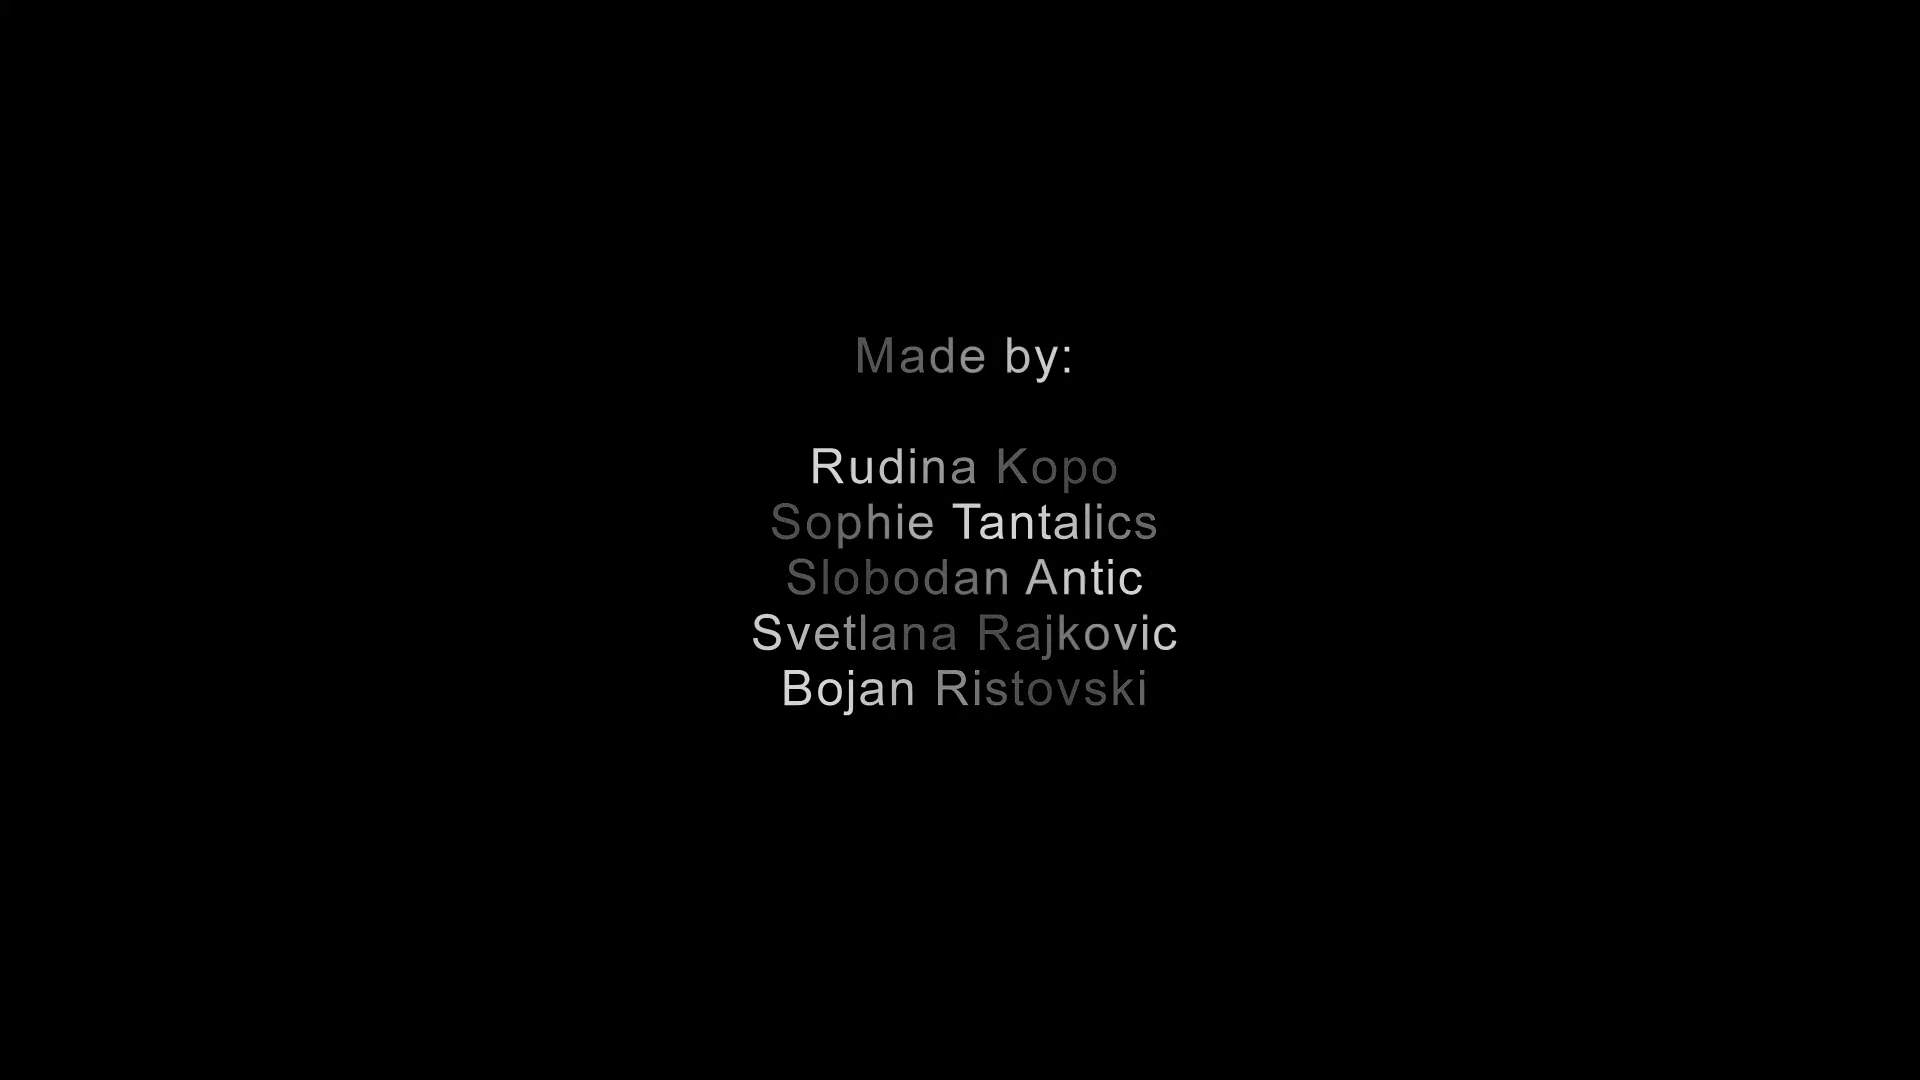 Made by:
Rudina Kopo
Sophie Tantalics
Slobodan Antic
Svetlana Rajkovic
Bojan Ristovski